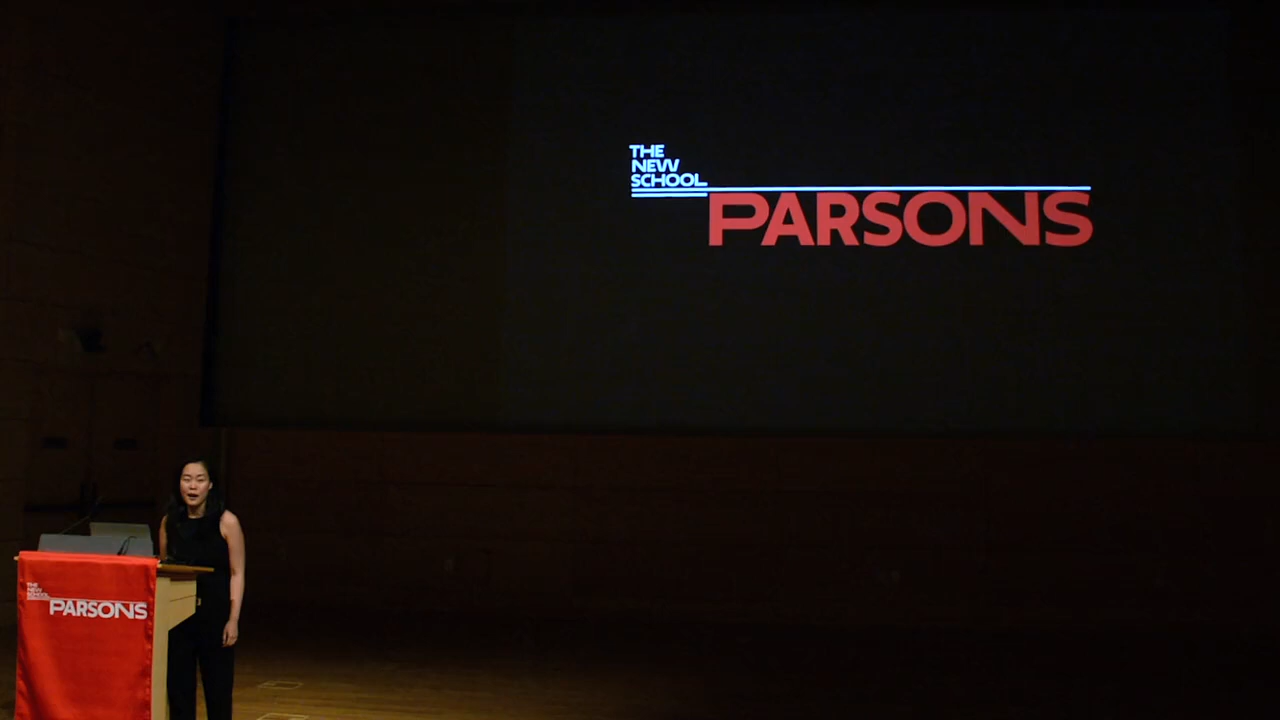 THE
NEW
SCHOOL
PARSONS
THE
NEW
SCHOOL
PARSONS